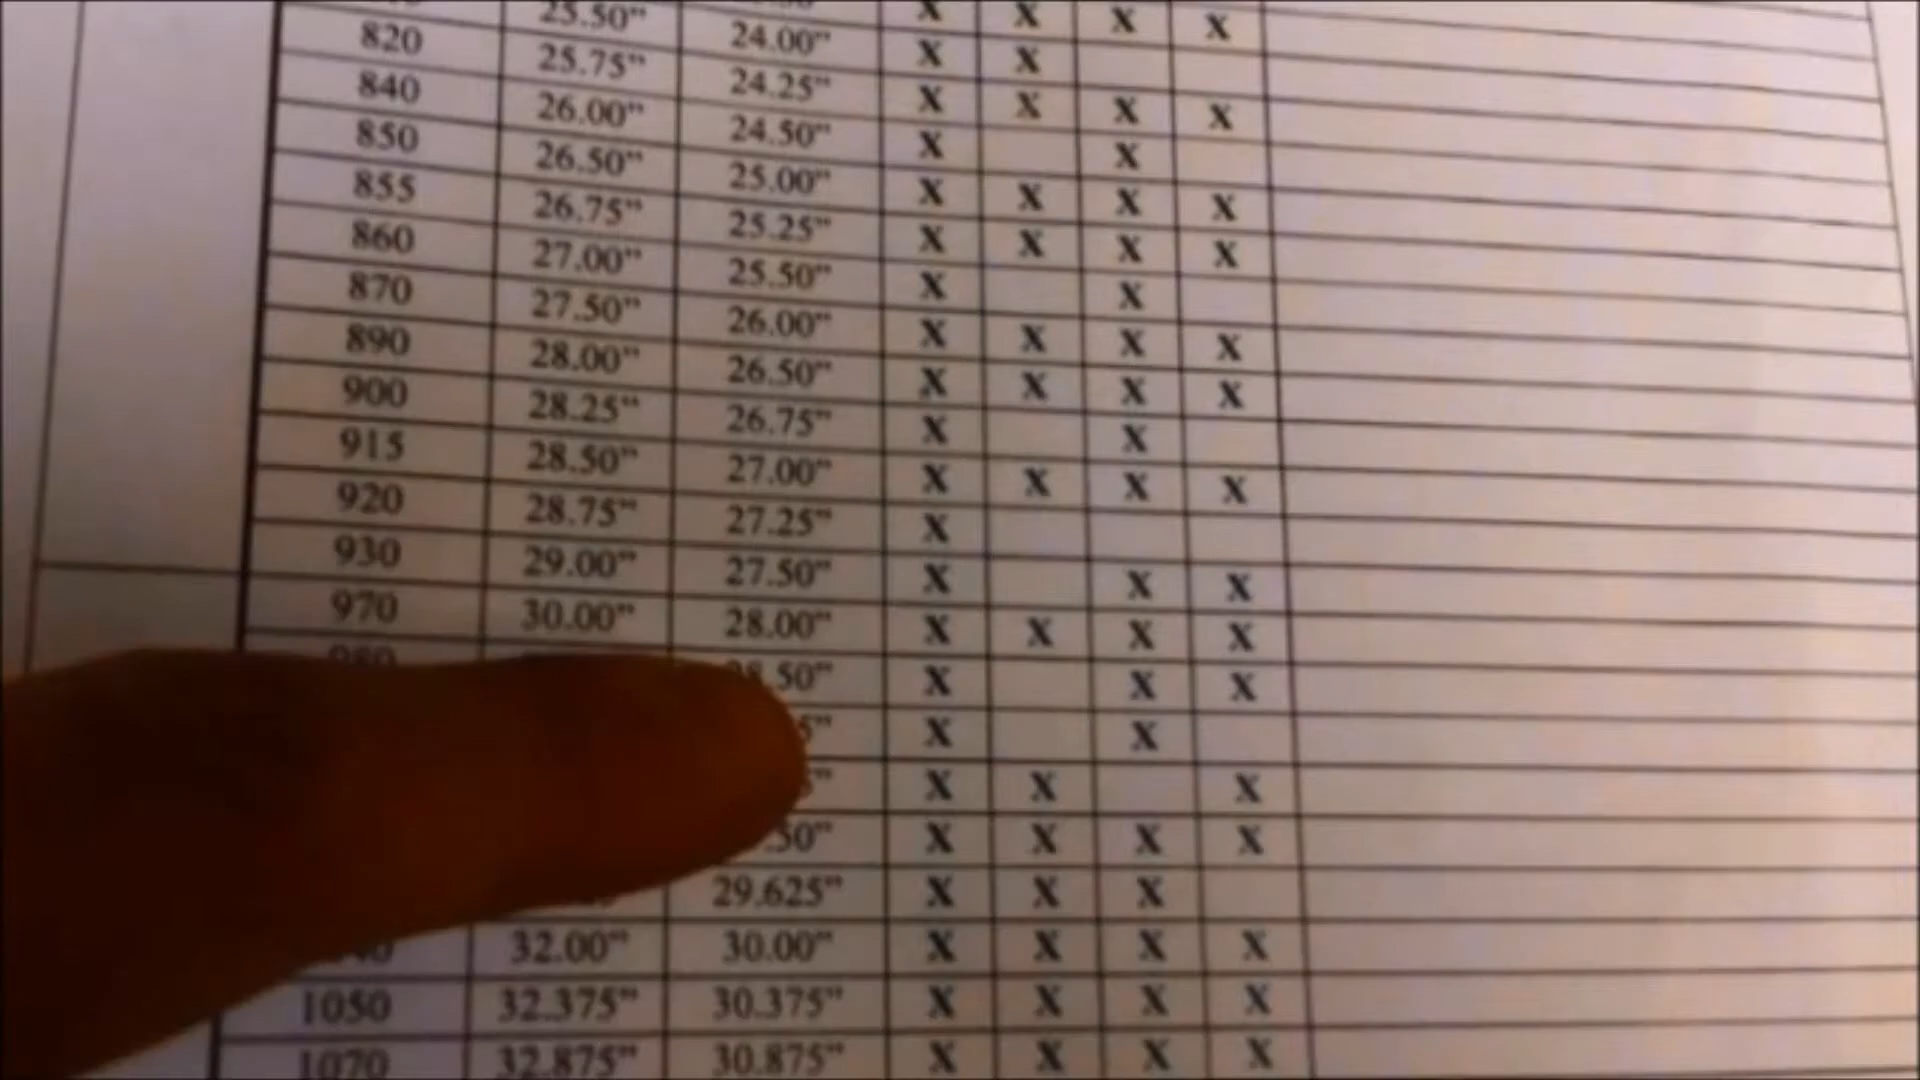 X X X X
25.50" 24.00" X X
820 25.75" 24.25" X X X X
840 26.00" 24.50" X X
850 26.50" 25.00" X X X X
855 26.75" 25.25" X X X X
860 27.00" 25.50" X X
870 27.50" 26.00" X X X X
890 28.00" 26.50" X X X X
900 28.25" 26.75" X X
915 28.50" 27.00" X X X X
920 28.75" 27.25" X
930 29.00" 27.50" X X X
970 30.00" 28.00" X X X X
980 .50" X X X
X X
X X X
.50" X X X X
29.625" X X X
32.00" 30.00" X X X X
1050 32.375" 30.375" X X X X
1070 32.875" 30.875" X X X X